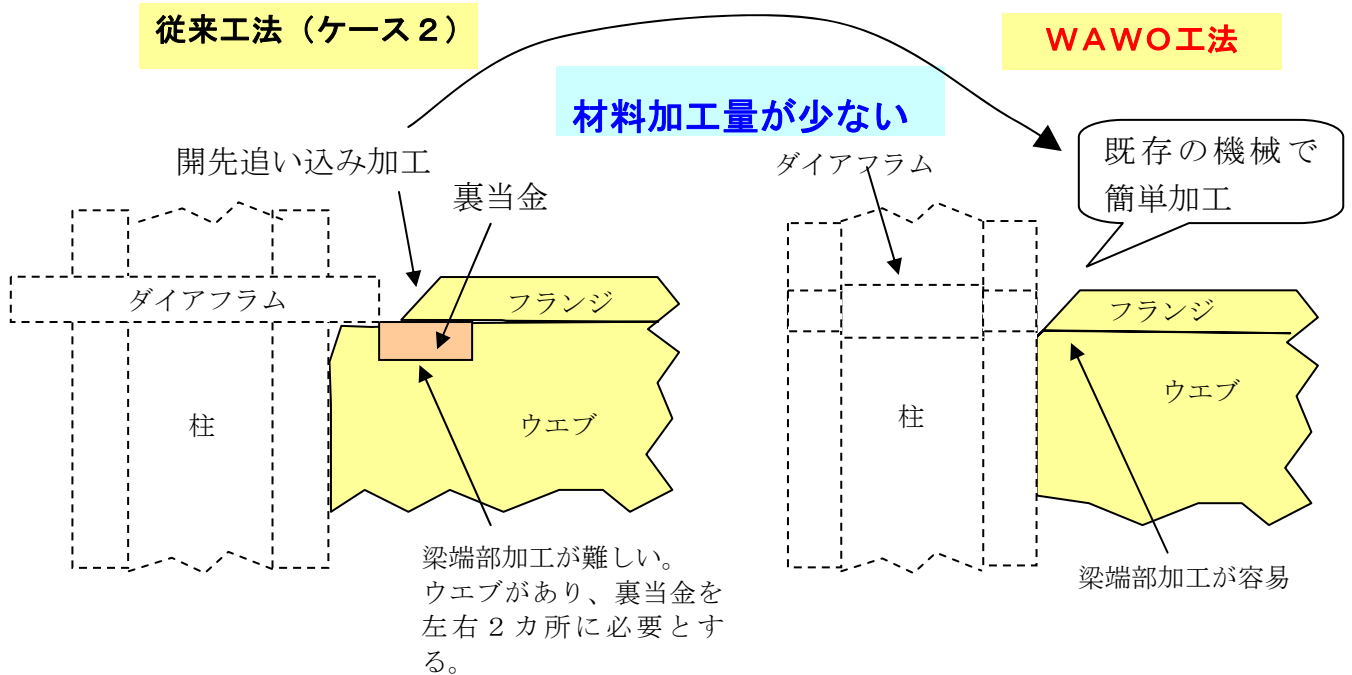 従来工法（ケース２）
ＷＡＷＯ工法
材料加工量が少ない
開先追い込み加工
裏当金
ダイアフラム
既存の機械で
簡単加工
ダイアフラム
フランジ
フランジ
柱
ウエブ
柱
ウエブ
梁端部加工が難しい。
ウエブがあり、裏当金を
左右２カ所に必要とす
る。
梁端部加工が容易